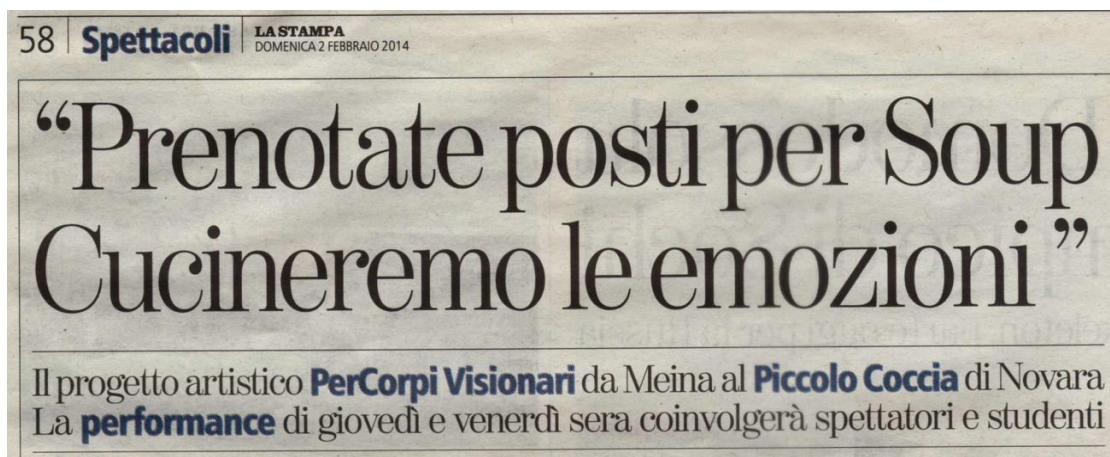 58 Spettacoli LA STAMPA
DOMENICA 2 FEBBRAIO 2014
“Prenotate posti per Soup
Cucineremo le emozioni”
Il progetto artistico PerCorpi Visionari da Meina al Piccolo Coccia di Novara
La performance di giovedì e venerdì sera coinvolgerà spettatori e studenti